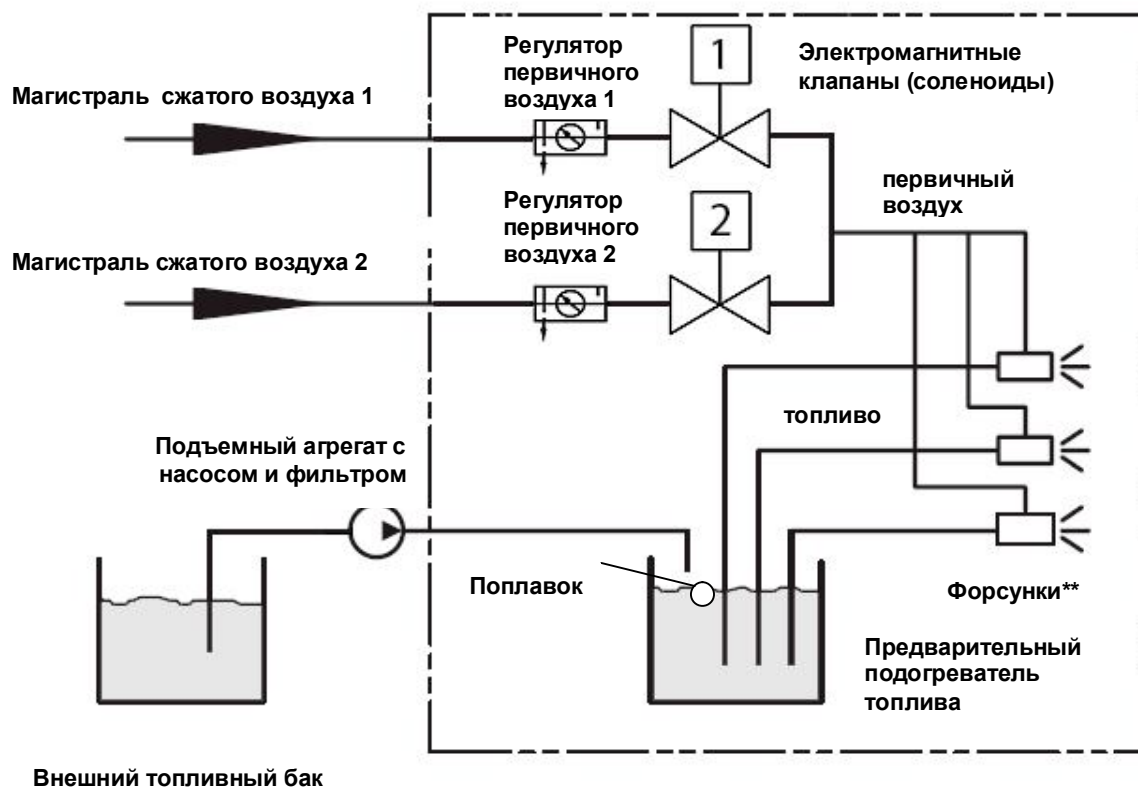 Регулятор
первичного
воздуха 1
1
Электромагнитные
клапаны (соленоиды)
Магистраль сжатого воздуха 1
Регулятор
первичного
воздуха 2
2
первичный
воздух
Магистраль сжатого воздуха 2
топливо
Подъемный агрегат с
насосом и фильтром
Поплавок
Форсунки**
Предварительный
подогреватель
топлива
Внешний топливный бак